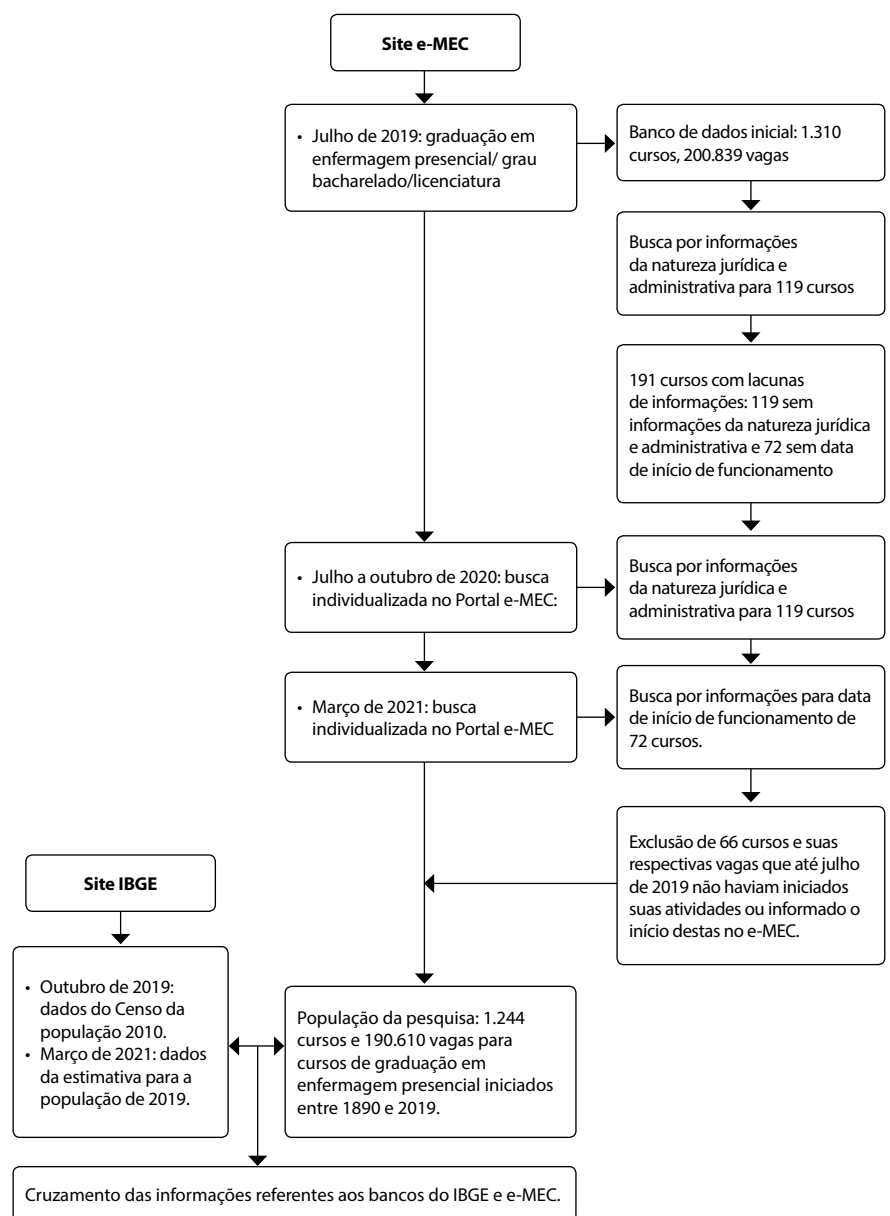 Site e-MEC
• Julho de 2019: graduação em
enfermagem presencial/ grau
bacharelado/licenciatura
Banco de dados inicial: 1.310
cursos, 200.839 vagas
Busca por informações
da natureza jurídica e
administrativa para 119 cursos
191 cursos com lacunas
de informações: 119 sem
informações da natureza jurídica
e administrativa e 72 sem data
de início de funcionamento
• Julho a outubro de 2020: busca
individualizada no Portal e-MEC:
Busca por informações
da natureza jurídica e
administrativa para 119 cursos
• Março de 2021: busca
individualizada no Portal e-MEC
Busca por informações para data
de início de funcionamento de
72 cursos.
Exclusão de 66 cursos e suas
respectivas vagas que até julho
de 2019 não haviam iniciados
suas atividades ou informado o
início destas no e-MEC.
Site IBGE
• Outubro de 2019:
dados do Censo da
população 2010.
• Março de 2021: dados
da estimativa para a
população de 2019.
População da pesquisa: 1.244
cursos e 190.610 vagas para
cursos de graduação em
enfermagem presencial iniciados
entre 1890 e 2019.
Cruzamento das informações referentes aos bancos do IBGE e e-MEC.